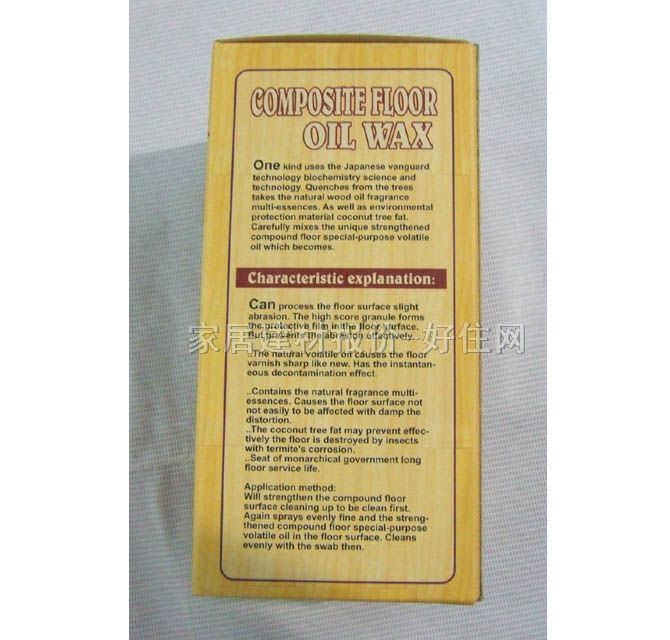 COMPOSITE FLOOR
OIL WAX
One kind uses the Japanese vanguard
technology biochemistry science and
technology. Quenches from the trees
takes the natural wood oil fragrance
multi-essences. As well as environmental
protection material coconut tree fat.
Carefully mixes the unique strengthened
compound floor special-purpose volatile
oil which becomes.
Characteristic explanation:
Can process the floor surface slight
abrasion. The high score granule forms
the protective film in the floor surface.
But prevents the abrasion effectively.
家居建材报价-好住网
..The natural volatile oil causes the floor
varnish sharp like new. Has the instantan-
eous decontamination effect.
..Contains the natural fragrance multi-
essences. Causes the floor surface not
not easily to be affected with damp the
distortion.
..The coconut tree fat may prevent effec-
tively the floor is destroyed by insects
with termite's corrosion.
..Seat of monarchical government long
floor service life.
Application method:
Will strengthen the compound floor
surface cleaning up to be clean first.
Again sprays evenly fine and the streng-
thened compound floor special-purpose
volatile oil in the floor surface. Cleans
evenly with the swab then.